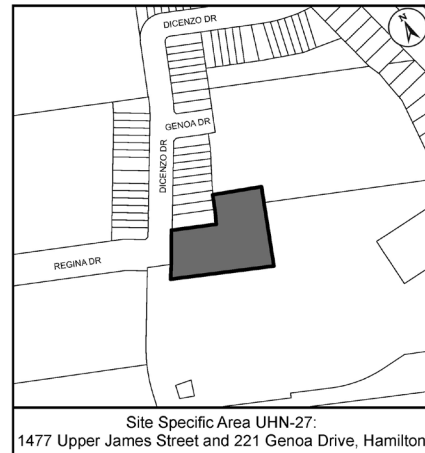 DICENZO DR
N
GENOA DR
DICENZO DR
REGINA DR
Site Specific Area UHN-27:
1477 Upper James Street and 221 Genoa Drive, Hamilton